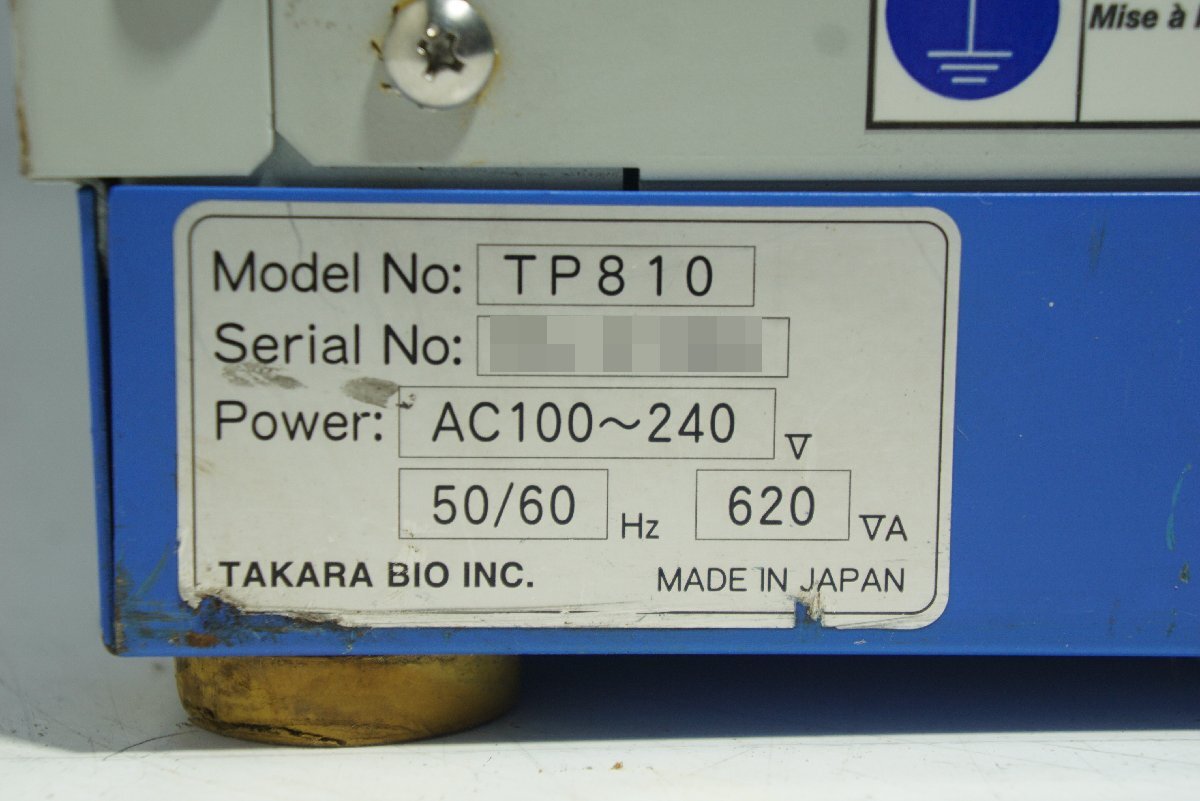 Mise à
Model No: TP810
Serial No:
Power: AC100～240 V
50/60 Hz 620 VA
TAKARA BIO INC. MADE IN JAPAN